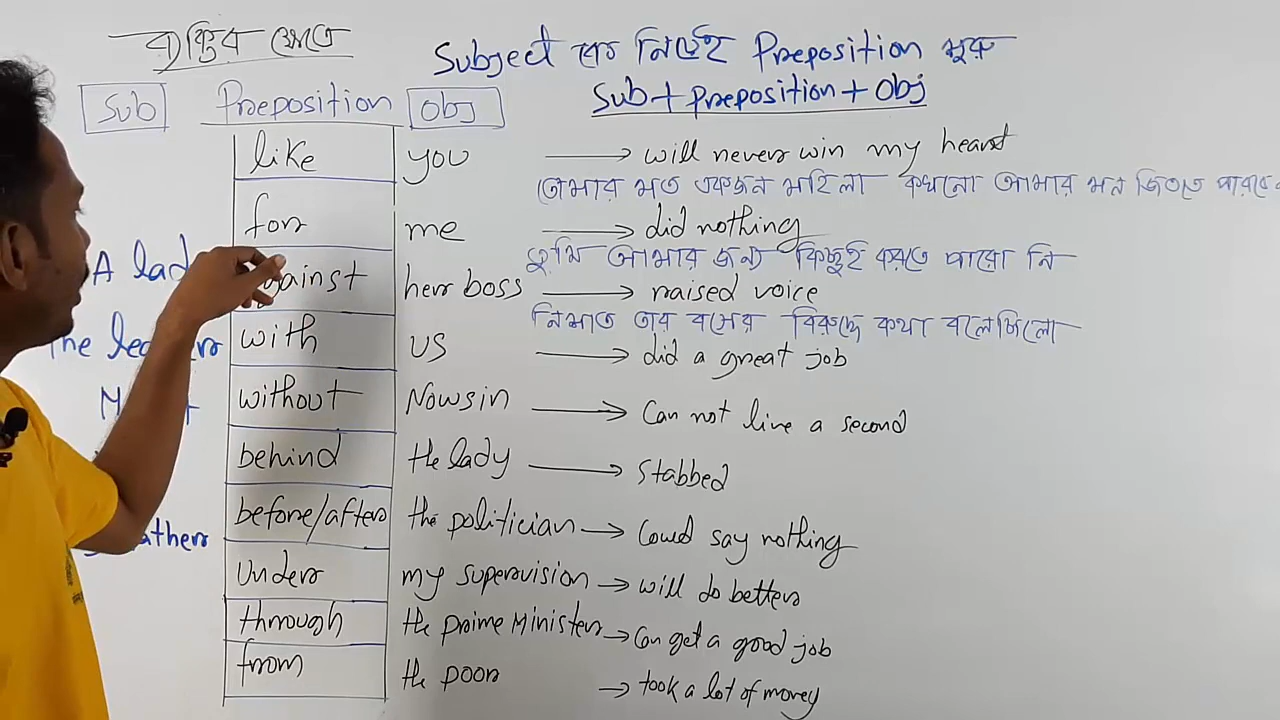 ব্যক্তির ক্ষেত্রে
Subject এর নির্ভেই Preposition শুরু
Sub + Preposition + Obj
Sub Preposition Obj
like you → will never win my heart
তোমার মত একজন মহিলা কখনো আমার মন জিততে পারবে
for me → did nothing
তুমি আমার জন্য কিছুই করতে পারো নি
A lady against her boss → raised voice
তার বসের বিরুদ্ধে কথা বলেছিলো
The with us → did a great job
without Nowsin → Can not live a second
behind the lady → Stabbed
before/after the politician → Could say nothing
Under my supervision → will do better
through the prime Minister → Can get a good job
from the poor → took a lot of money